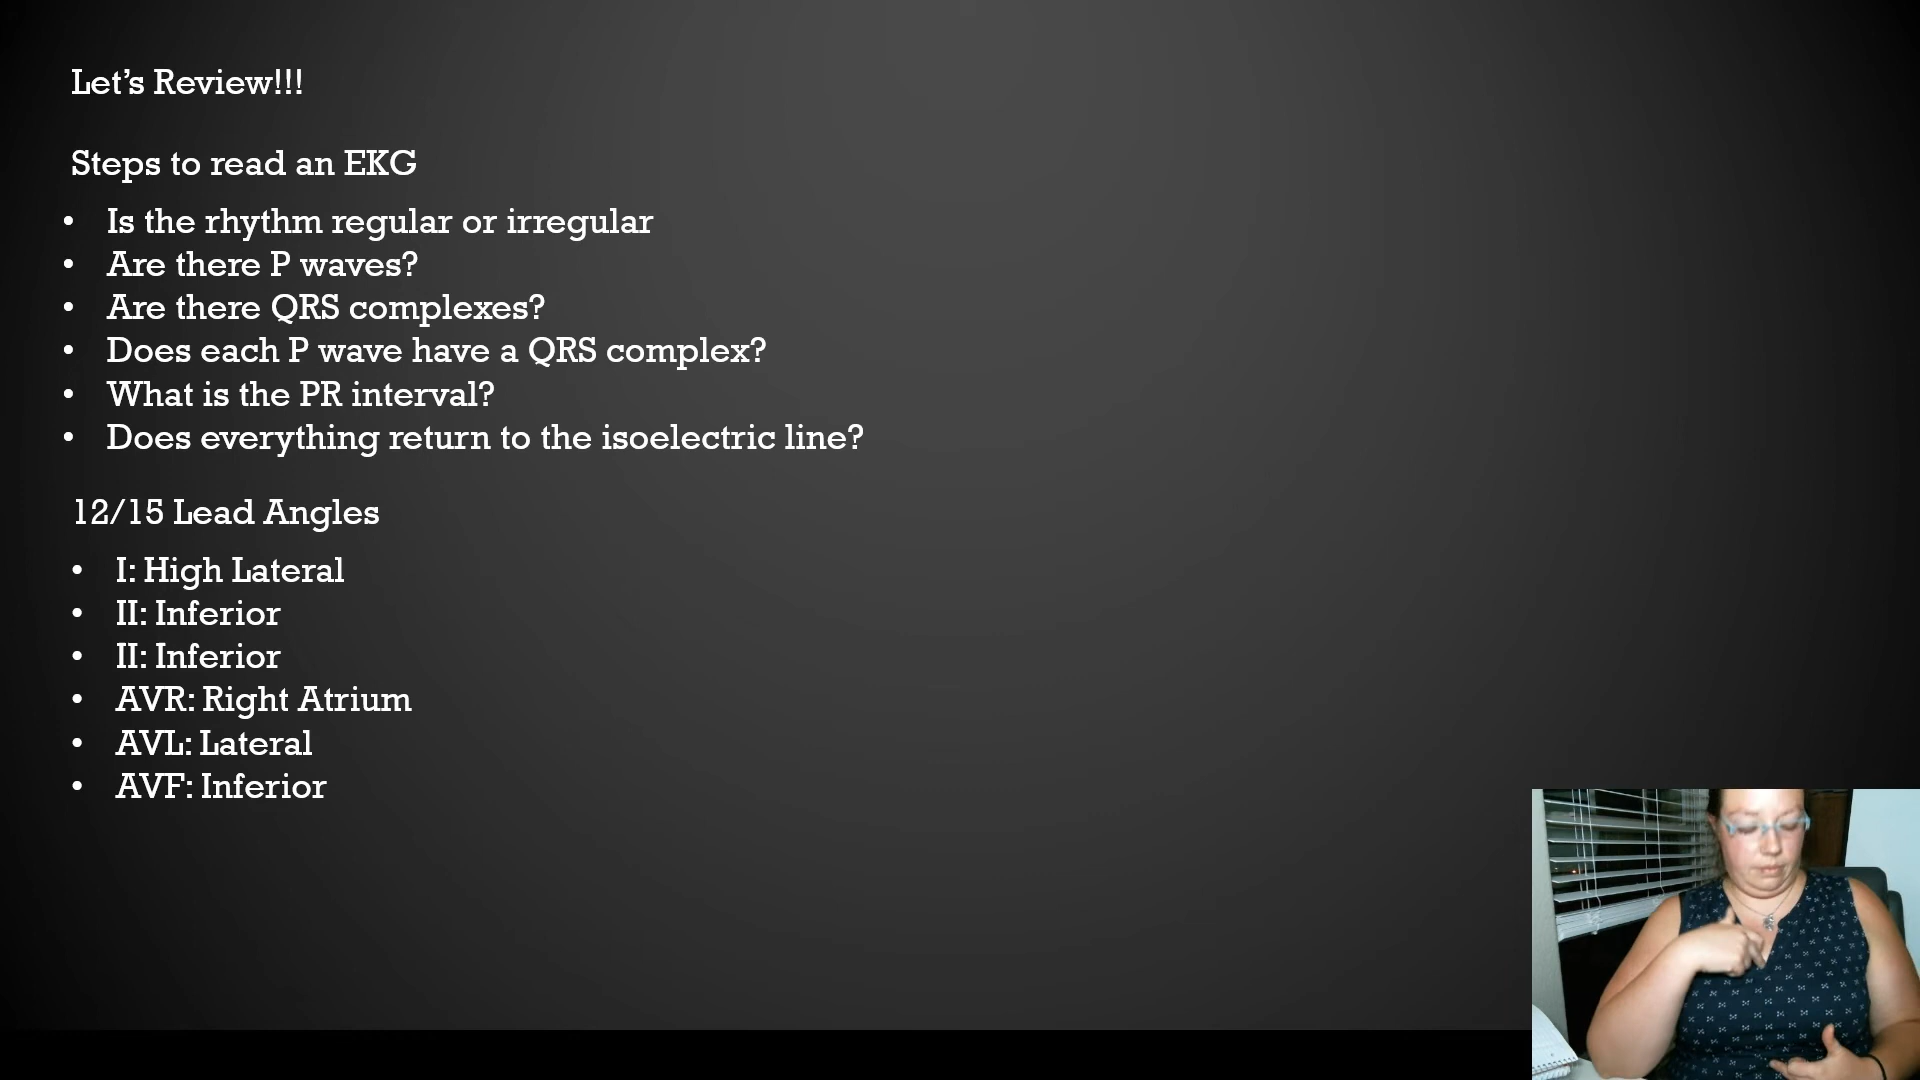 Let’s Review!!!
Steps to read an EKG
• Is the rhythm regular or irregular
• Are there P waves?
• Are there QRS complexes?
• Does each P wave have a QRS complex?
• What is the PR interval?
• Does everything return to the isoelectric line?
12/15 Lead Angles
• I: High Lateral
• II: Inferior
• II: Inferior
• AVR: Right Atrium
• AVL: Lateral
• AVF: Inferior